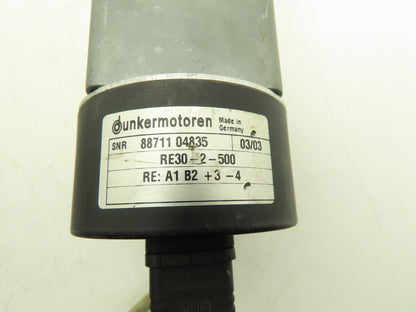 dunkermotoren Made in
Germany
SNR 88711 04835 03/03
RE30-2-500
RE: A1 B2 +3 -4